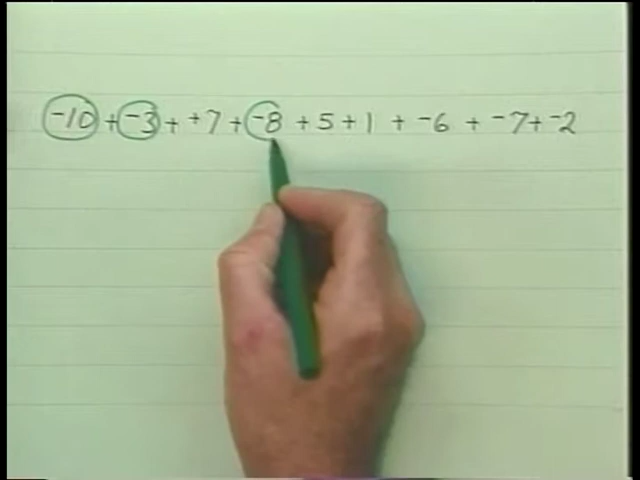 -10 + -3 + +7 + -8 + 5 + 1 + -6 + -7 + -2